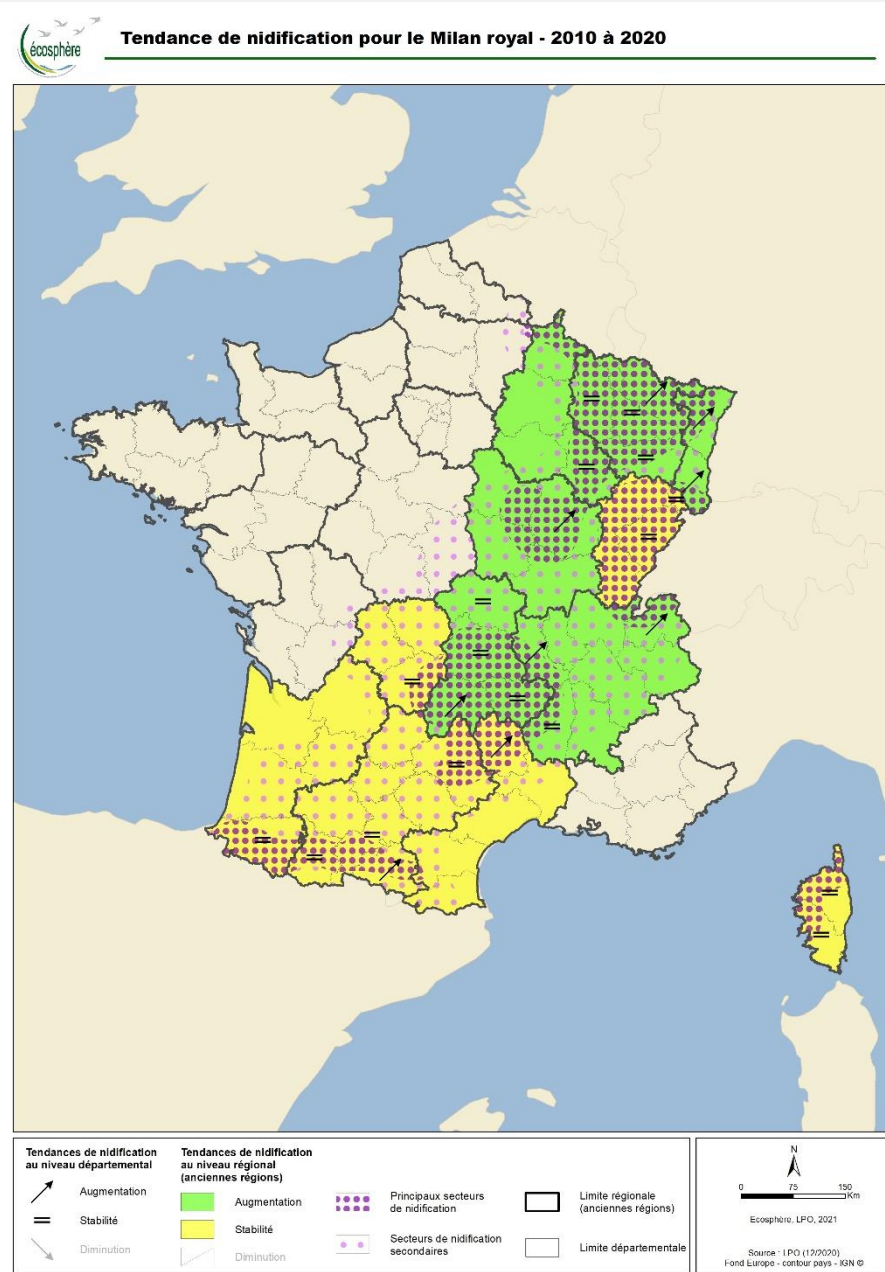 écosphère
Tendance de nidification pour le Milan royal - 2010 à 2020
Tendances de nidification
au niveau départemental
Augmentation
Stabilité
Diminution
Tendances de nidification
au niveau régional
(anciennes régions)
Augmentation
Stabilité
Diminution
Principaux secteurs
de nidification
Secteurs de nidification
secondaires
Limite régionale
(anciennes régions)
Limite départementale
N
0 75 150
Km
Ecosphère, LPO, 2021
Source : LPO (12/2020)
Fond Europe - contour pays - IGN ©